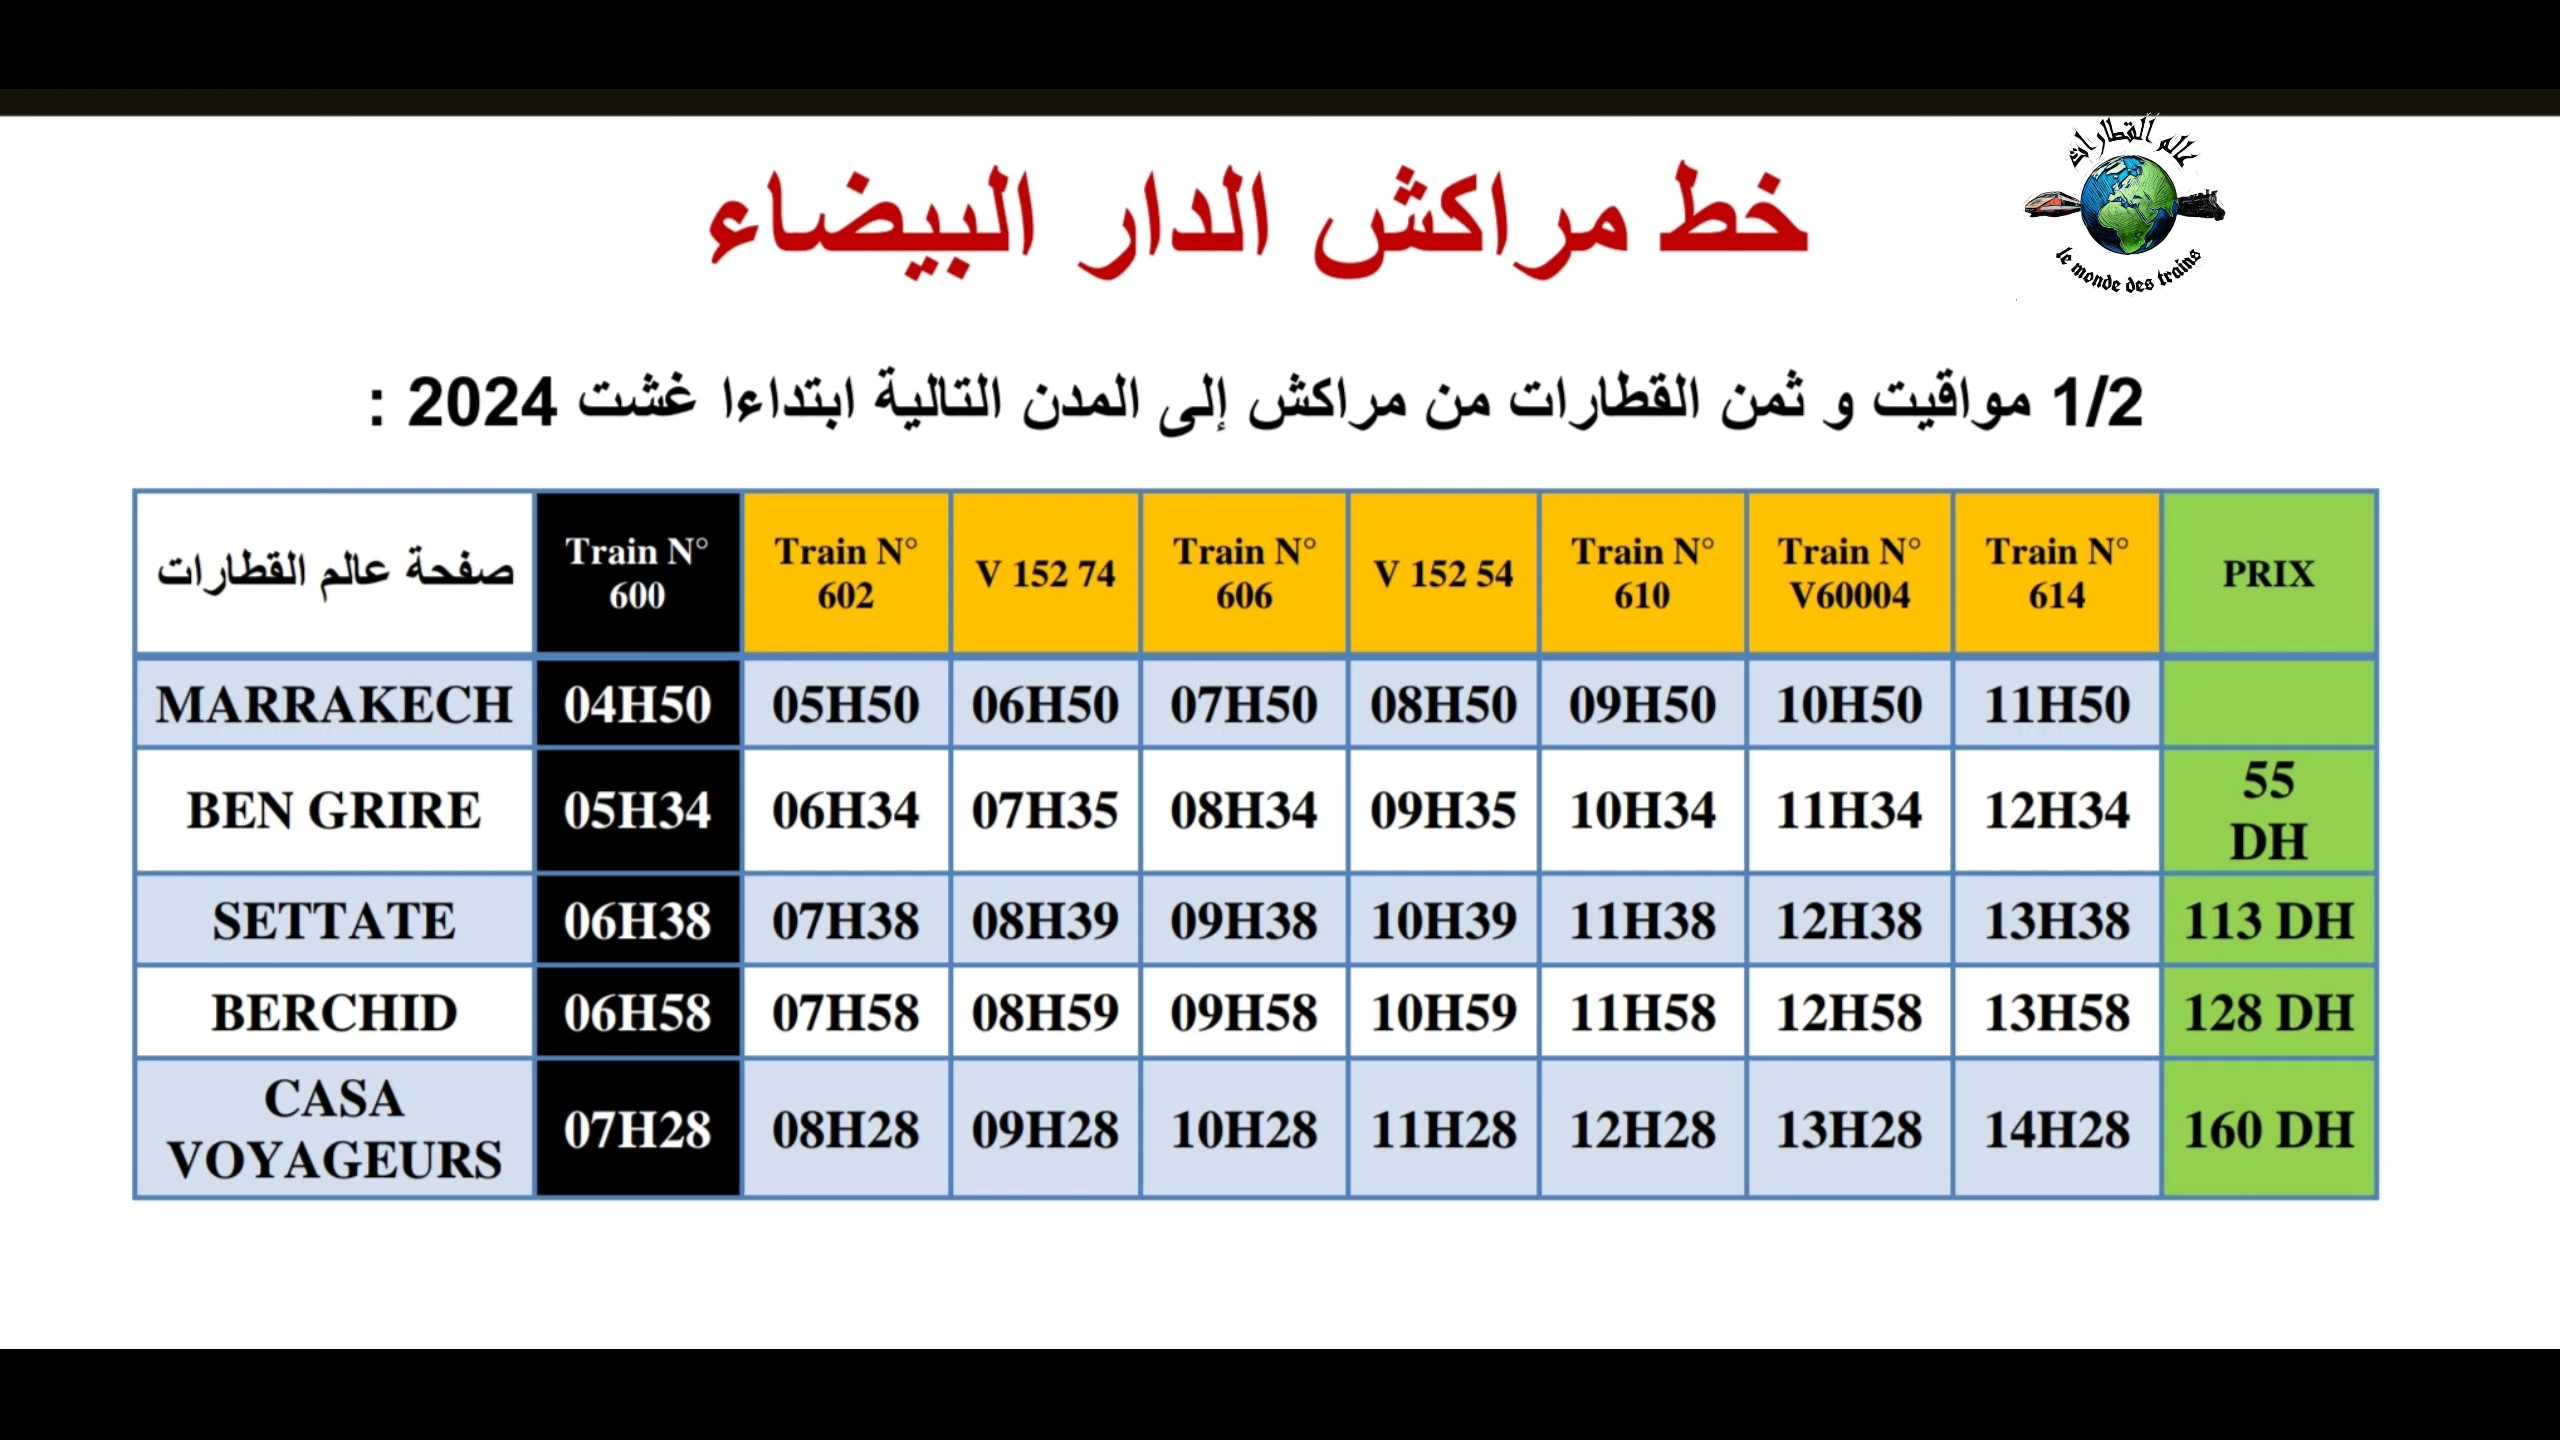 عالم القطارات
le monde des trains
خط مراكش الدار البيضاء
1/2 مواقيت و ثمن القطارات من مراكش إلى المدن التالية ابتداءا غشت 2024 :
صفحة عالم القطارات Train N° 600 Train N° 602 V 152 74 Train N° 606 V 152 54 Train N° 610 Train N° V60004 Train N° 614 PRIX
MARRAKECH 04H50 05H50 06H50 07H50 08H50 09H50 10H50 11H50
BEN GRIRE 05H34 06H34 07H35 08H34 09H35 10H34 11H34 12H34 55 DH
SETTATE 06H38 07H38 08H39 09H38 10H39 11H38 12H38 13H38 113 DH
BERCHID 06H58 07H58 08H59 09H58 10H59 11H58 12H58 13H58 128 DH
CASA VOYAGEURS 07H28 08H28 09H28 10H28 11H28 12H28 13H28 14H28 160 DH